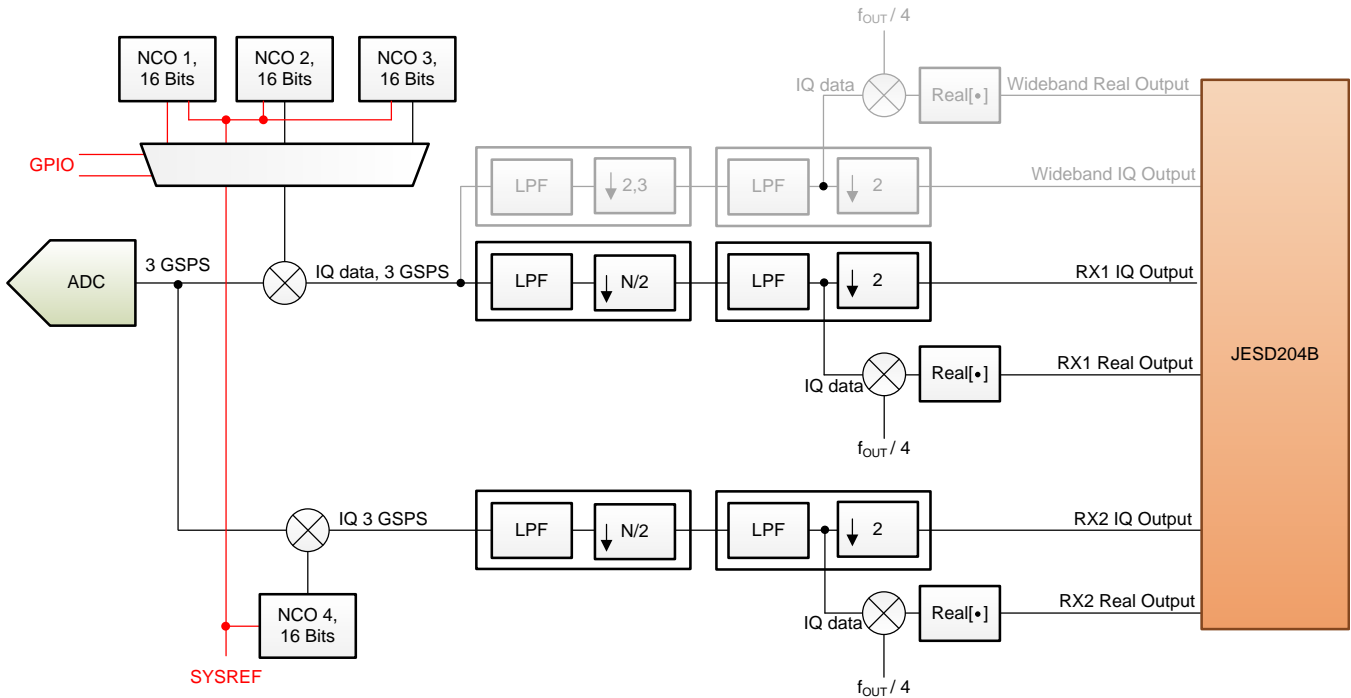 f_OUT / 4
NCO 1,
16 Bits
NCO 2,
16 Bits
NCO 3,
16 Bits
IQ data
Real[•]
Wideband Real Output
GPIO
LPF
2,3
LPF
2
Wideband IQ Output
ADC
3 GSPS
IQ data, 3 GSPS
LPF
N/2
LPF
2
RX1 IQ Output
JESD204B
IQ data
Real[•]
RX1 Real Output
f_OUT / 4
IQ 3 GSPS
LPF
N/2
LPF
2
RX2 IQ Output
NCO 4,
16 Bits
IQ data
Real[•]
RX2 Real Output
SYSREF
f_OUT / 4